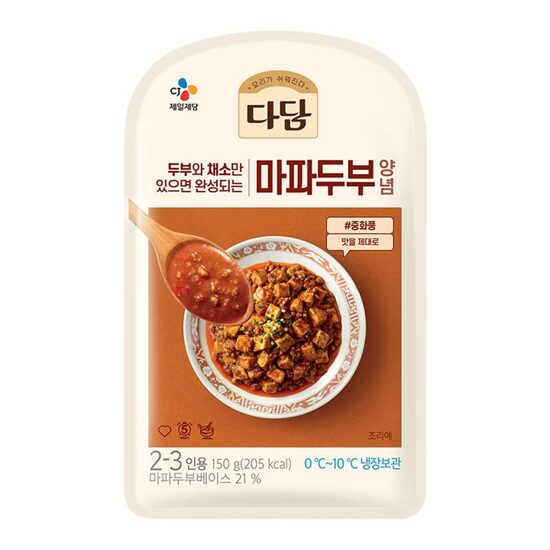 요리가 쉬워진다
CJ
제일제당
다담
두부와 채소만
있으면 완성되는
마파두부 양념
#중화풍
맛을 제대로
5
min
조리예
2-3 인용 150 g(205 kcal)
0 ℃~10 ℃ 냉장보관
마파두부베이스 21 %